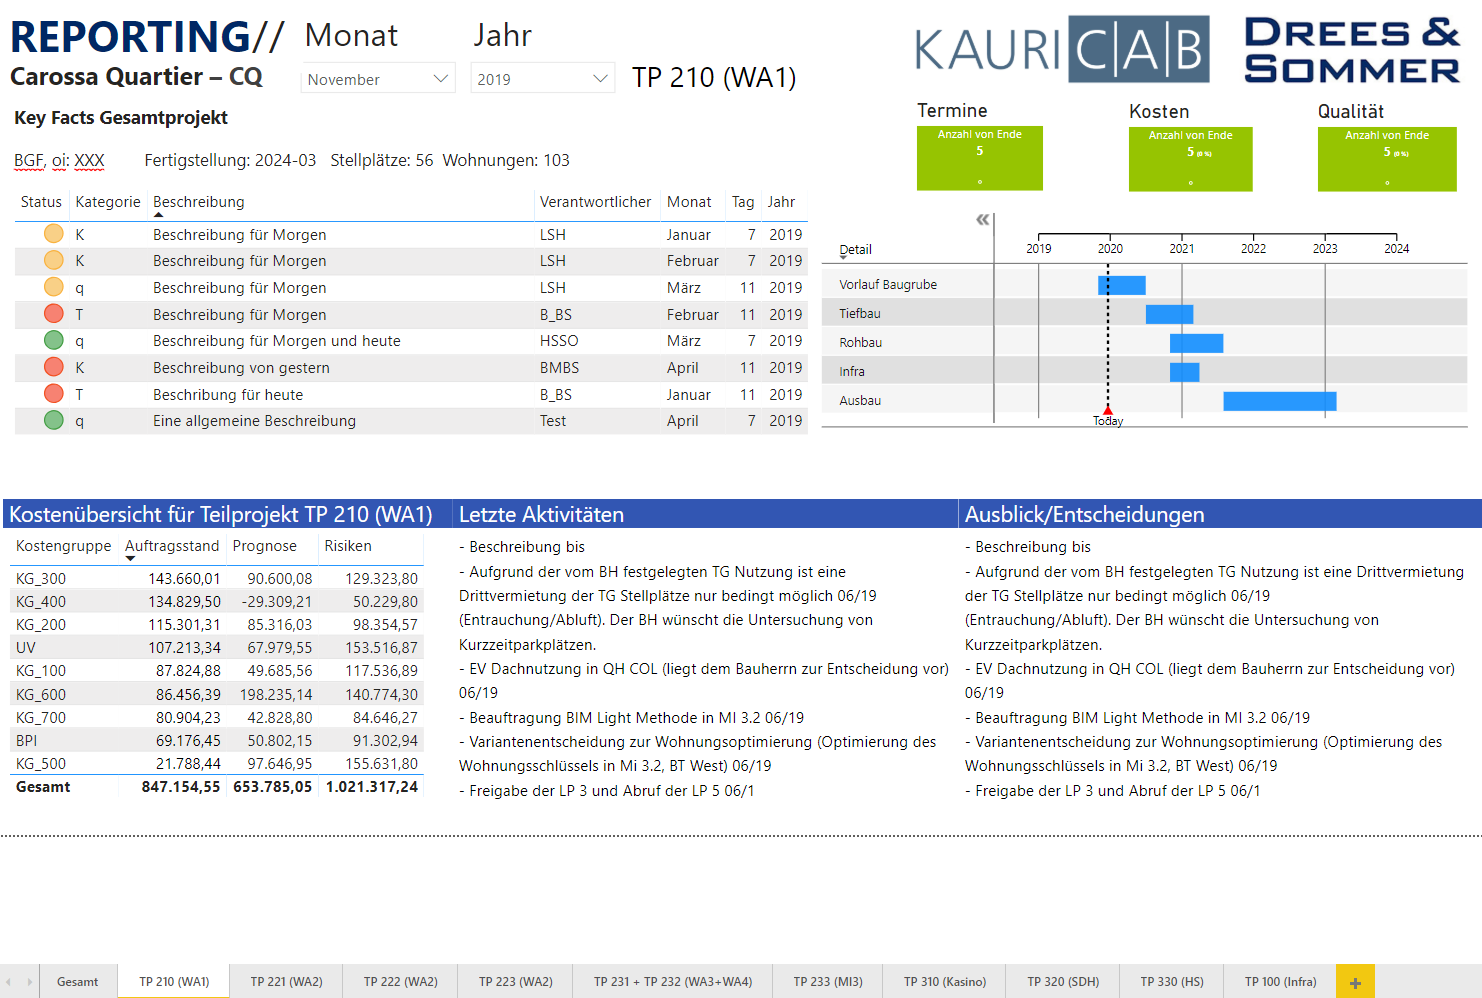 REPORTING// Monat Jahr
Carossa Quartier – CQ November 2019 TP 210 (WA1)
KAURI C|A|B DREES & SOMMER
Key Facts Gesamtprojekt
BGF, oi: XXX Fertigstellung: 2024-03 Stellplätze: 56 Wohnungen: 103
Termine Kosten Qualität
Anzahl von Ende Anzahl von Ende Anzahl von Ende
5 5 (0 %) 5 (0 %)
Status Kategorie Beschreibung Verantwortlicher Monat Tag Jahr
K Beschreibung für Morgen LSH Januar 7 2019
K Beschreibung für Morgen LSH Februar 7 2019
q Beschreibung für Morgen LSH März 11 2019
T Beschreibung für Morgen B_BS Februar 11 2019
q Beschreibung für Morgen und heute HSSO März 7 2019
K Beschreibung von gestern BMBS April 11 2019
T Beschribung für heute B_BS Januar 11 2019
q Eine allgemeine Beschreibung Test April 7 2019
«
Detail 2019 2020 2021 2022 2023 2024
Vorlauf Baugrube
Tiefbau
Rohbau
Infra
Ausbau
Today
Kostenübersicht für Teilprojekt TP 210 (WA1)
Kostengruppe Auftragsstand Prognose Risiken
KG_300 143.660,01 90.600,08 129.323,80
KG_400 134.829,50 -29.309,21 50.229,80
KG_200 115.301,31 85.316,03 98.354,57
UV 107.213,34 67.979,55 153.516,87
KG_100 87.824,88 49.685,56 117.536,89
KG_600 86.456,39 198.235,14 140.774,30
KG_700 80.904,23 42.828,80 84.646,27
BPI 69.176,45 50.802,15 91.302,94
KG_500 21.788,44 97.646,95 155.631,80
Gesamt 847.154,55 653.785,05 1.021.317,24
Letzte Aktivitäten
- Beschreibung bis
- Aufgrund der vom BH festgelegten TG Nutzung ist eine
Drittvermietung der TG Stellplätze nur bedingt möglich 06/19
(Entrauchung/Abluft). Der BH wünscht die Untersuchung von
Kurzzeitparkplätzen.
- EV Dachnutzung in QH COL (liegt dem Bauherrn zur Entscheidung vor)
06/19
- Beauftragung BIM Light Methode in MI 3.2 06/19
- Variantenentscheidung zur Wohnungsoptimierung (Optimierung des
Wohnungsschlüssels in Mi 3.2, BT West) 06/19
- Freigabe der LP 3 und Abruf der LP 5 06/1
Ausblick/Entscheidungen
- Beschreibung bis
- Aufgrund der vom BH festgelegten TG Nutzung ist eine Drittvermietung
der TG Stellplätze nur bedingt möglich 06/19
(Entrauchung/Abluft). Der BH wünscht die Untersuchung von
Kurzzeitparkplätzen.
- EV Dachnutzung in QH COL (liegt dem Bauherrn zur Entscheidung vor)
06/19
- Beauftragung BIM Light Methode in MI 3.2 06/19
- Variantenentscheidung zur Wohnungsoptimierung (Optimierung des
Wohnungsschlüssels in Mi 3.2, BT West) 06/19
- Freigabe der LP 3 und Abruf der LP 5 06/1
Gesamt TP 210 (WA1) TP 221 (WA2) TP 222 (WA2) TP 223 (WA2) TP 231 + TP 232 (WA3+WA4) TP 233 (MI3) TP 310 (Kasino) TP 320 (SDH) TP 330 (HS) TP 100 (Infra) +